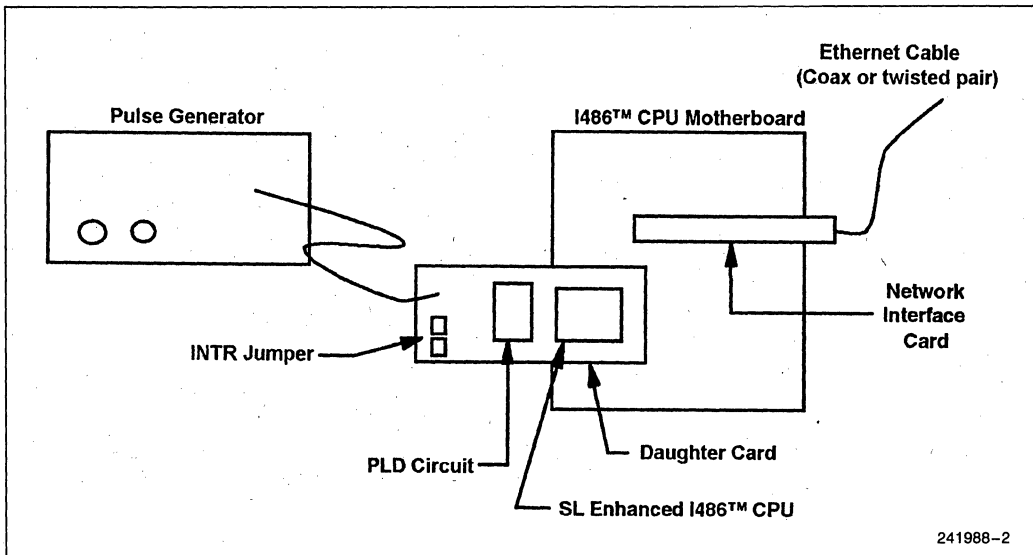 Ethernet Cable
(Coax or twisted pair)
Pulse Generator
I486™ CPU Motherboard
Network
Interface
Card
INTR Jumper
PLD Circuit
Daughter Card
SL Enhanced I486™ CPU
241988-2